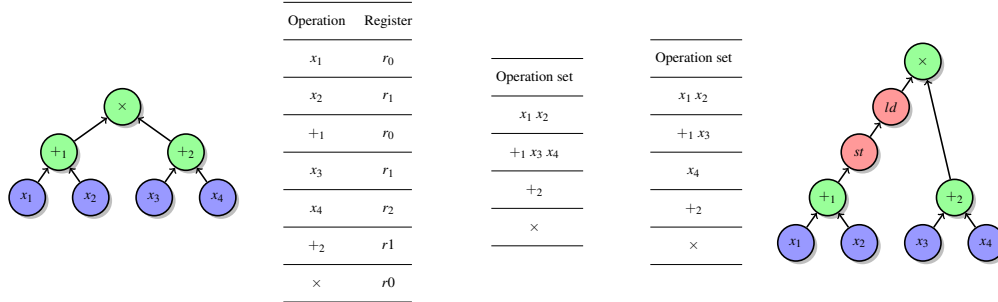 ×
+1 +2
x1 x2 x3 x4
Operation Register
x1 r0
x2 r1
+1 r0
x3 r1
x4 r2
+2 r1
× r0
Operation set
x1 x2
+1 x3 x4
+2
×
Operation set
x1 x2
+1 x3
x4
+2
×
×
ld
st
+1 +2
x1 x2 x3 x4